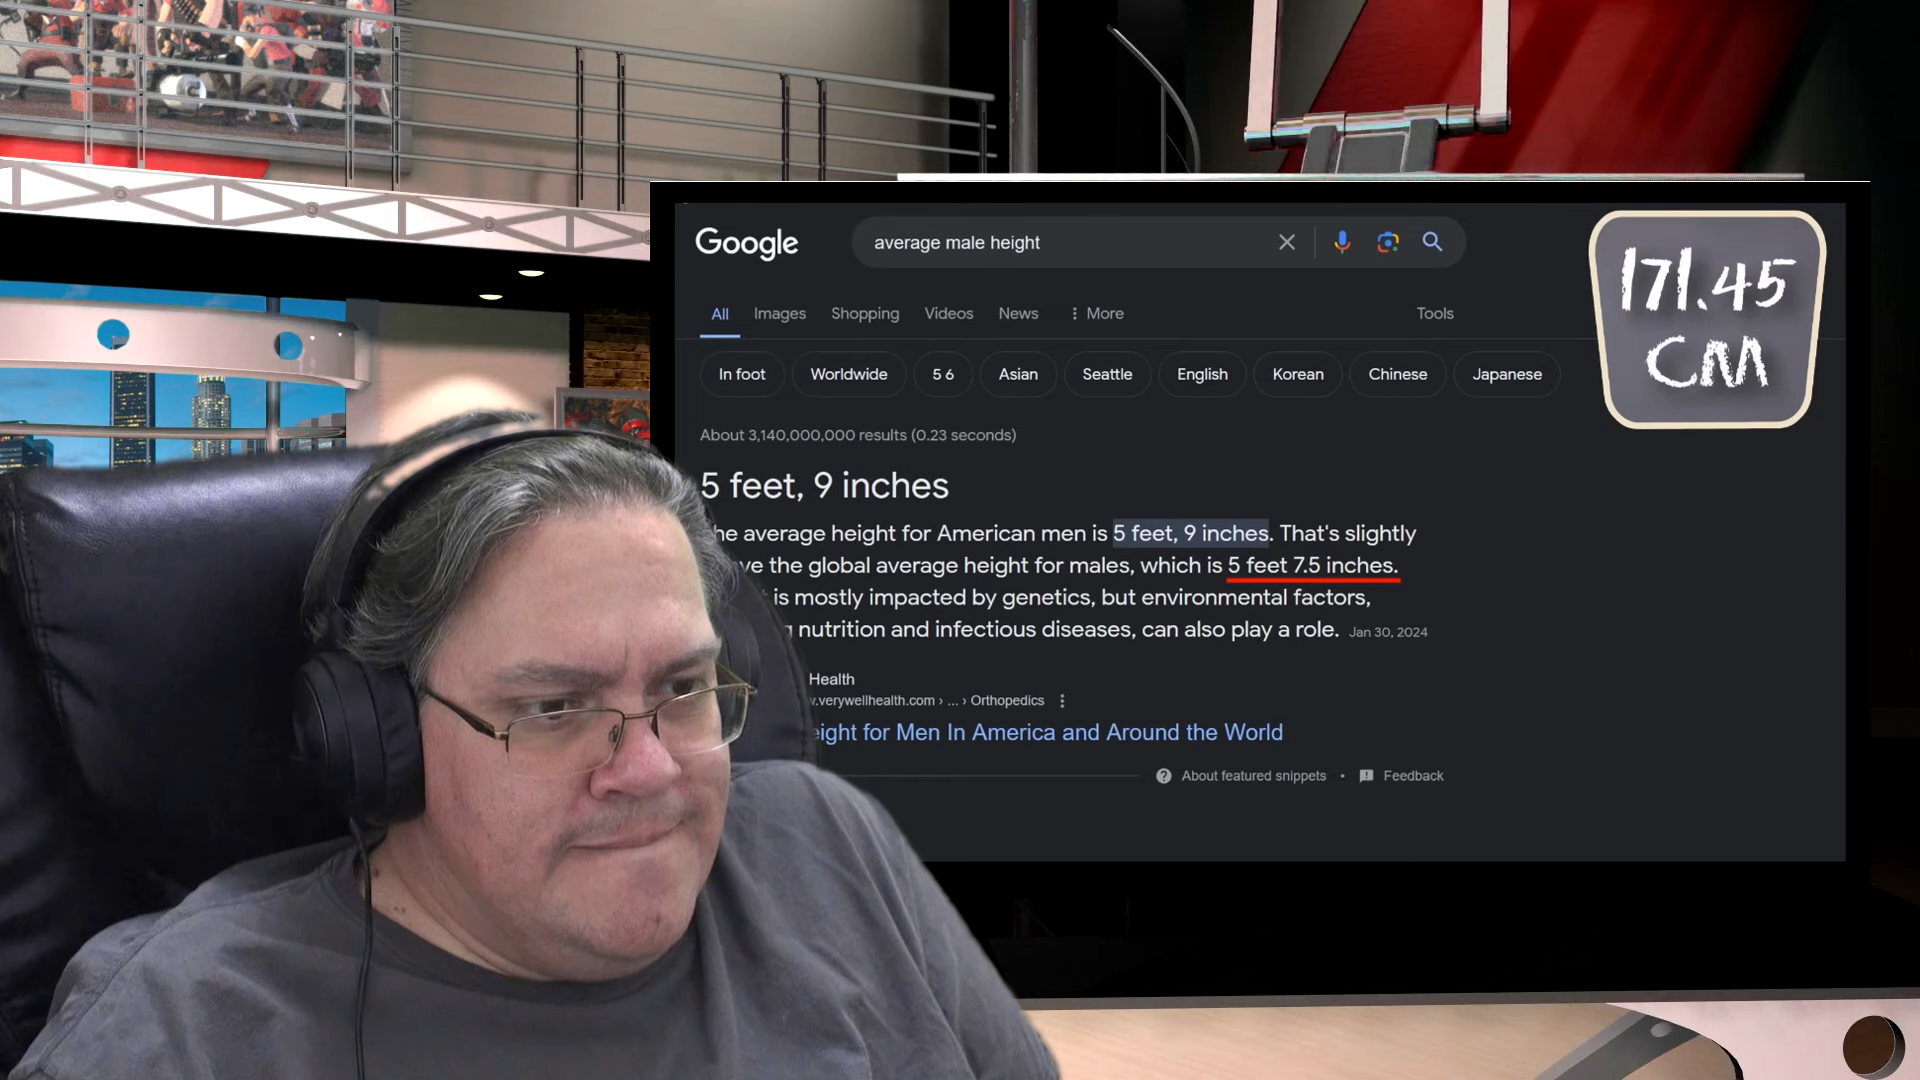 Google
average male height
171.45
CM
All Images Shopping Videos News More Tools
In foot Worldwide 5 6 Asian Seattle English Korean Chinese Japanese
About 3,140,000,000 results (0.23 seconds)
5 feet, 9 inches
he average height for American men is 5 feet, 9 inches. That's slightly
ve the global average height for males, which is 5 feet 7.5 inches.
is mostly impacted by genetics, but environmental factors,
nutrition and infectious diseases, can also play a role. Jan 30, 2024
Health
.verywellhealth.com › ... › Orthopedics
eight for Men In America and Around the World
About featured snippets • Feedback